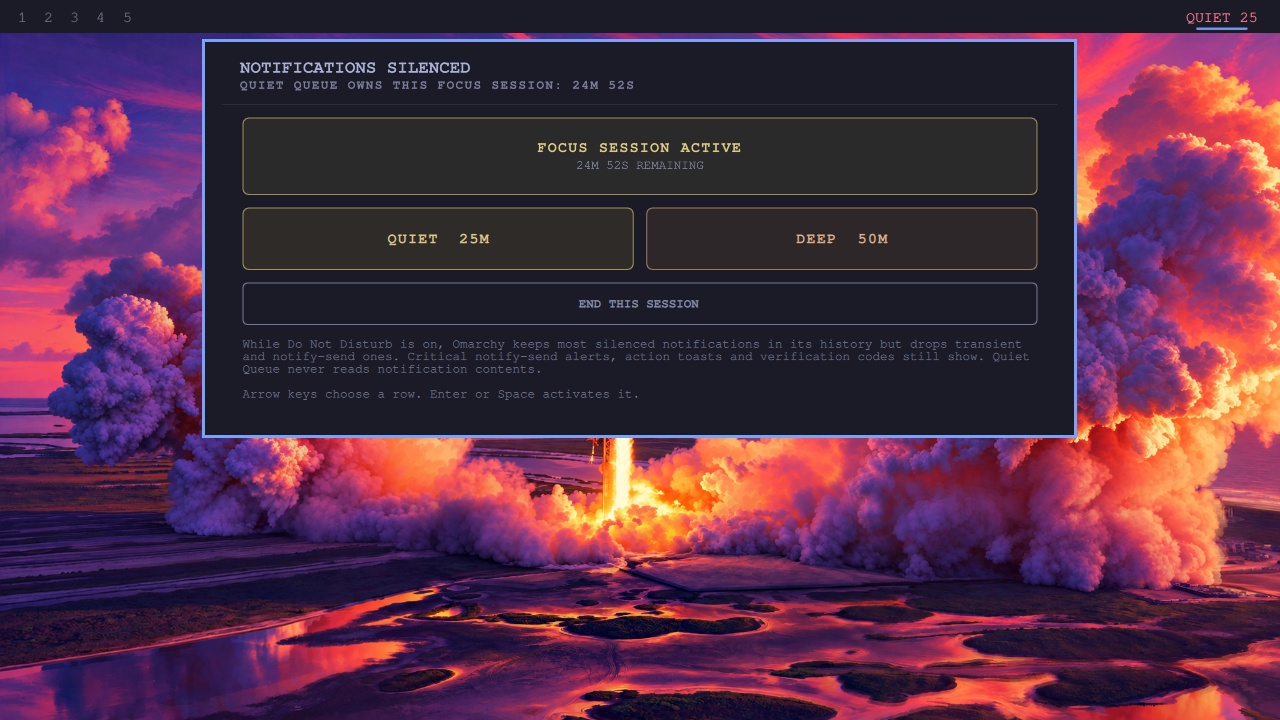 1 2 3 4 5
QUIET 25
NOTIFICATIONS SILENCED
QUIET QUEUE OWNS THIS FOCUS SESSION: 24M 52S
FOCUS SESSION ACTIVE
24M 52S REMAINING
QUIET 25M
DEEP 50M
END THIS SESSION
While Do Not Disturb is on, Omarchy keeps most silenced notifications in its history but drops transient
and notify-send ones. Critical notify-send alerts, action toasts and verification codes still show. Quiet
Queue never reads notification contents.
Arrow keys choose a row. Enter or Space activates it.